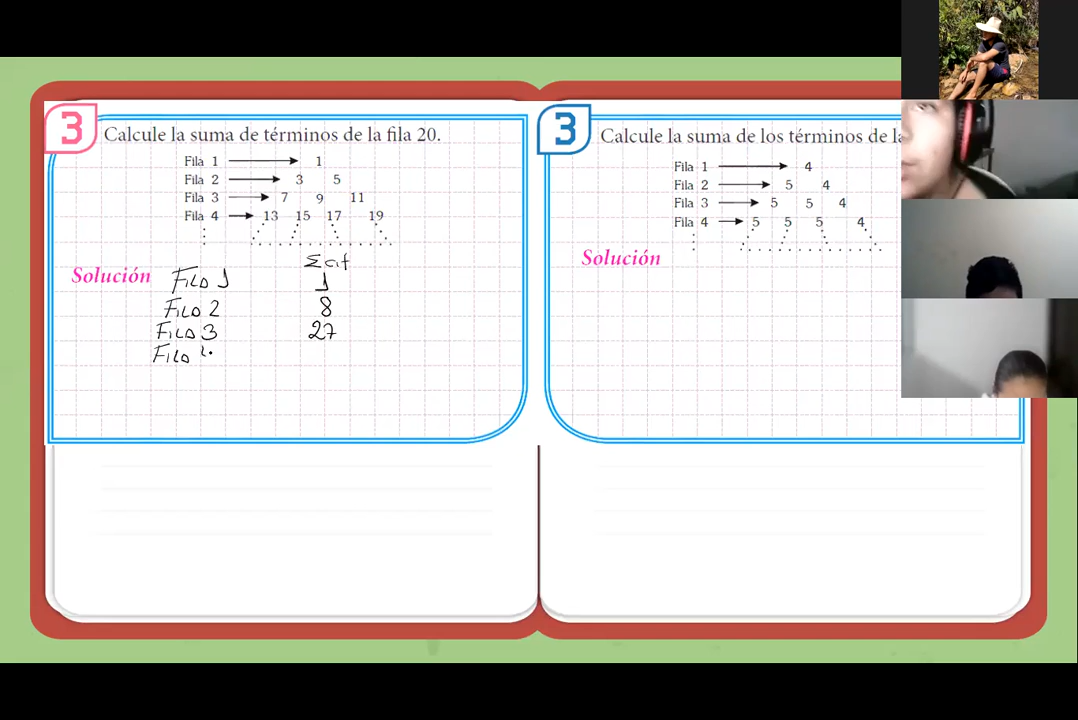 3
Calcule la suma de términos de la fila 20.
Fila 1 1
Fila 2 3 5
Fila 3 7 9 11
Fila 4 13 15 17 19
Solución
Σ cif
Fila 1 1
Fila 2 8
Fila 3 27
Fila
3
Calcule la suma de los términos de la
Fila 1 4
Fila 2 5 4
Fila 3 5 5 4
Fila 4 5 5 5 4
Solución